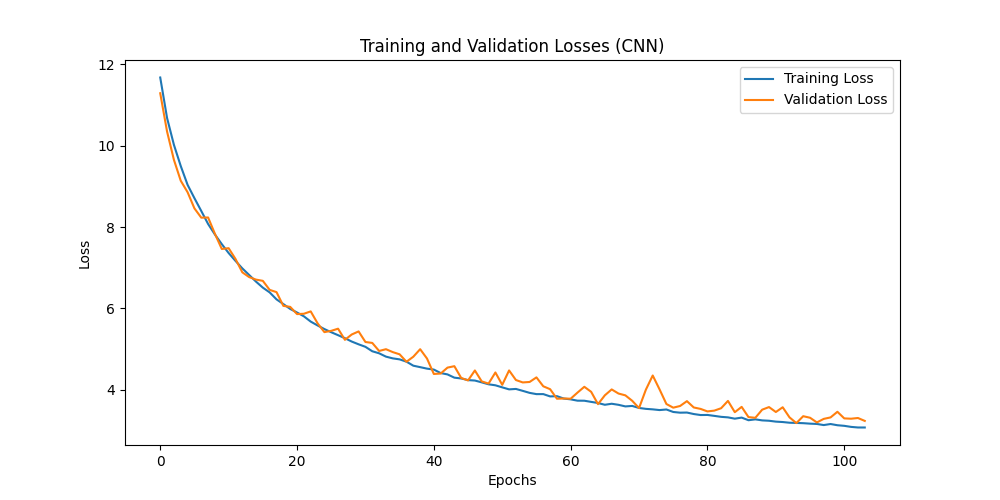 Training and Validation Losses (CNN)
Training Loss
Validation Loss
12
10
8
6
4
Loss
0
20
40
60
80
100
Epochs